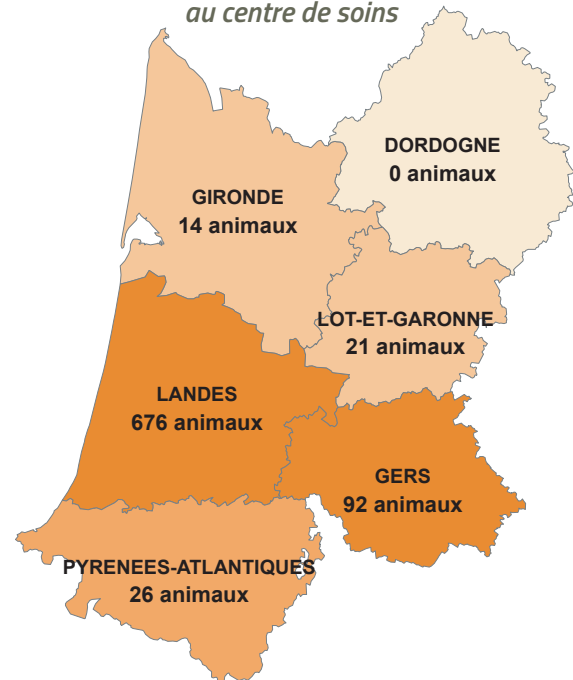 au centre de soins
DORDOGNE
0 animaux
GIRONDE
14 animaux
LOT-ET-GARONNE
21 animaux
LANDES
676 animaux
GERS
92 animaux
PYRENEES-ATLANTIQUES
26 animaux